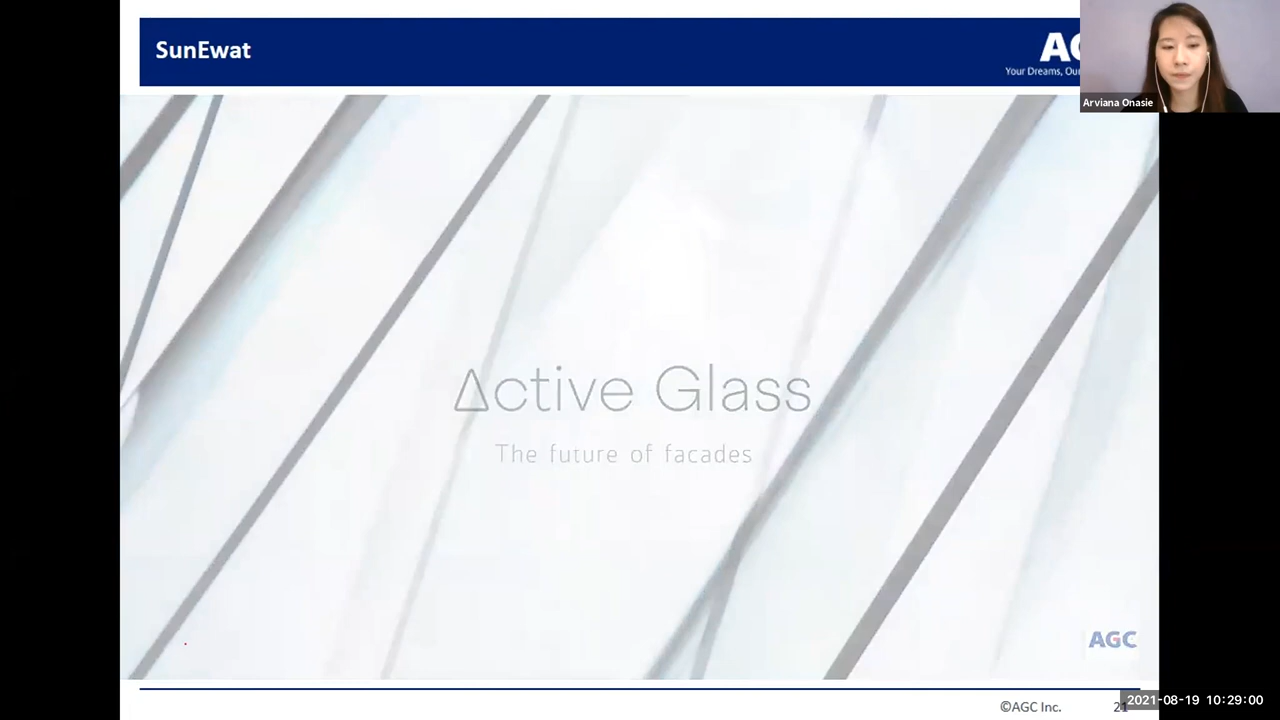 SunEwat
Your Dreams, Our
Arviana Onasie
Active Glass
The future of facades
AGC
©AGC Inc.
2021-08-19 10:29:00